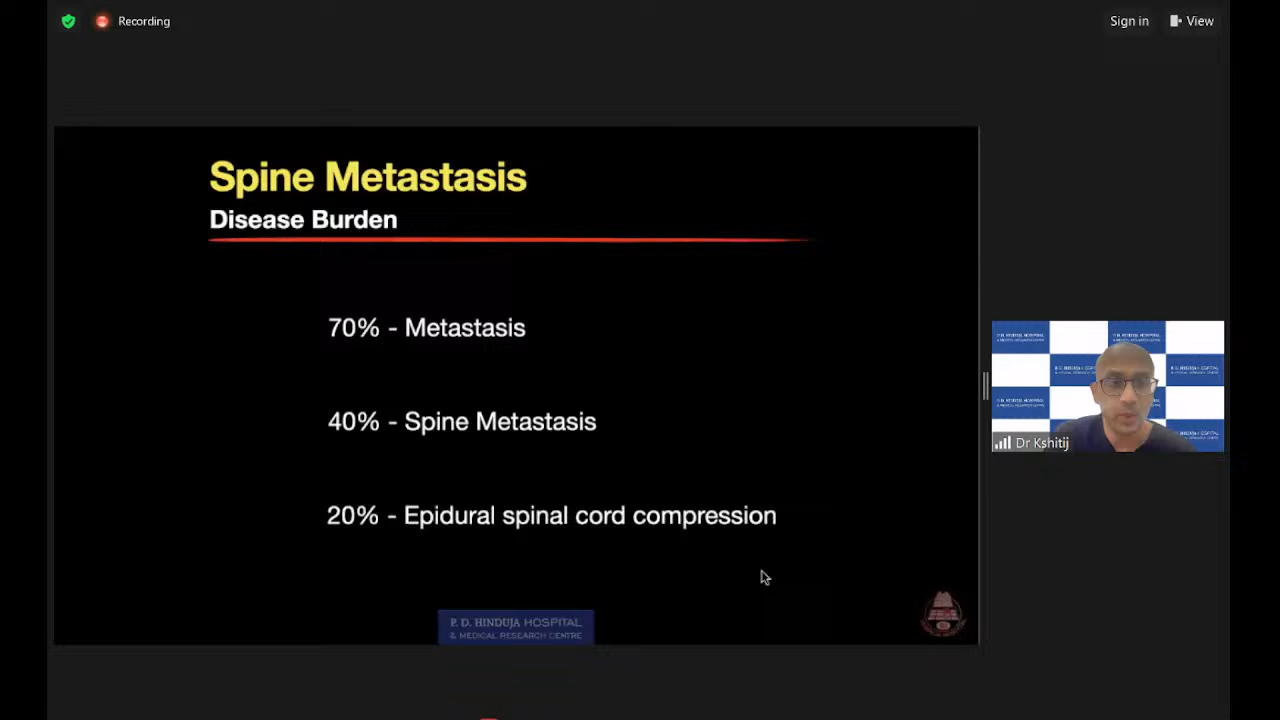 Recording
Sign in
View
Spine Metastasis
Disease Burden
70% - Metastasis
40% - Spine Metastasis
20% - Epidural spinal cord compression
P. D. HINDUJA HOSPITAL
& MEDICAL RESEARCH CENTRE
Dr Kshitij